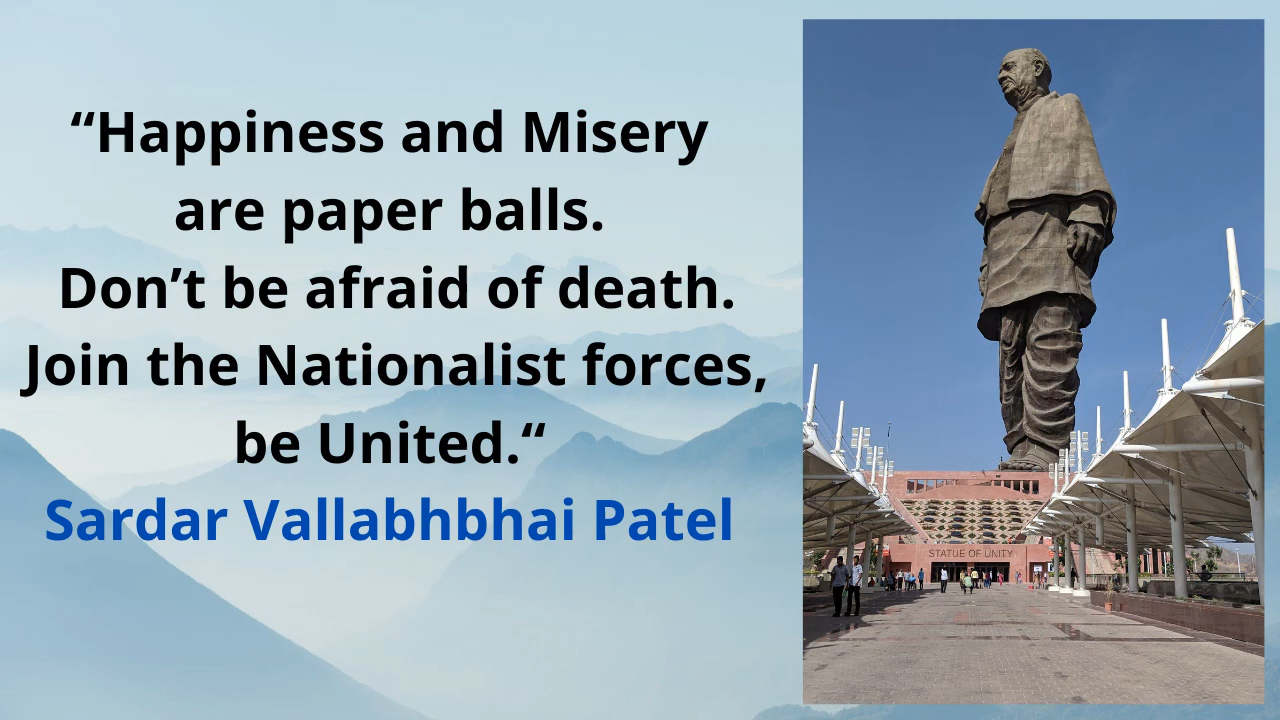 “Happiness and Misery
are paper balls.
Don’t be afraid of death.
Join the Nationalist forces,
be United.“
Sardar Vallabhbhai Patel
STATUE OF UNITY